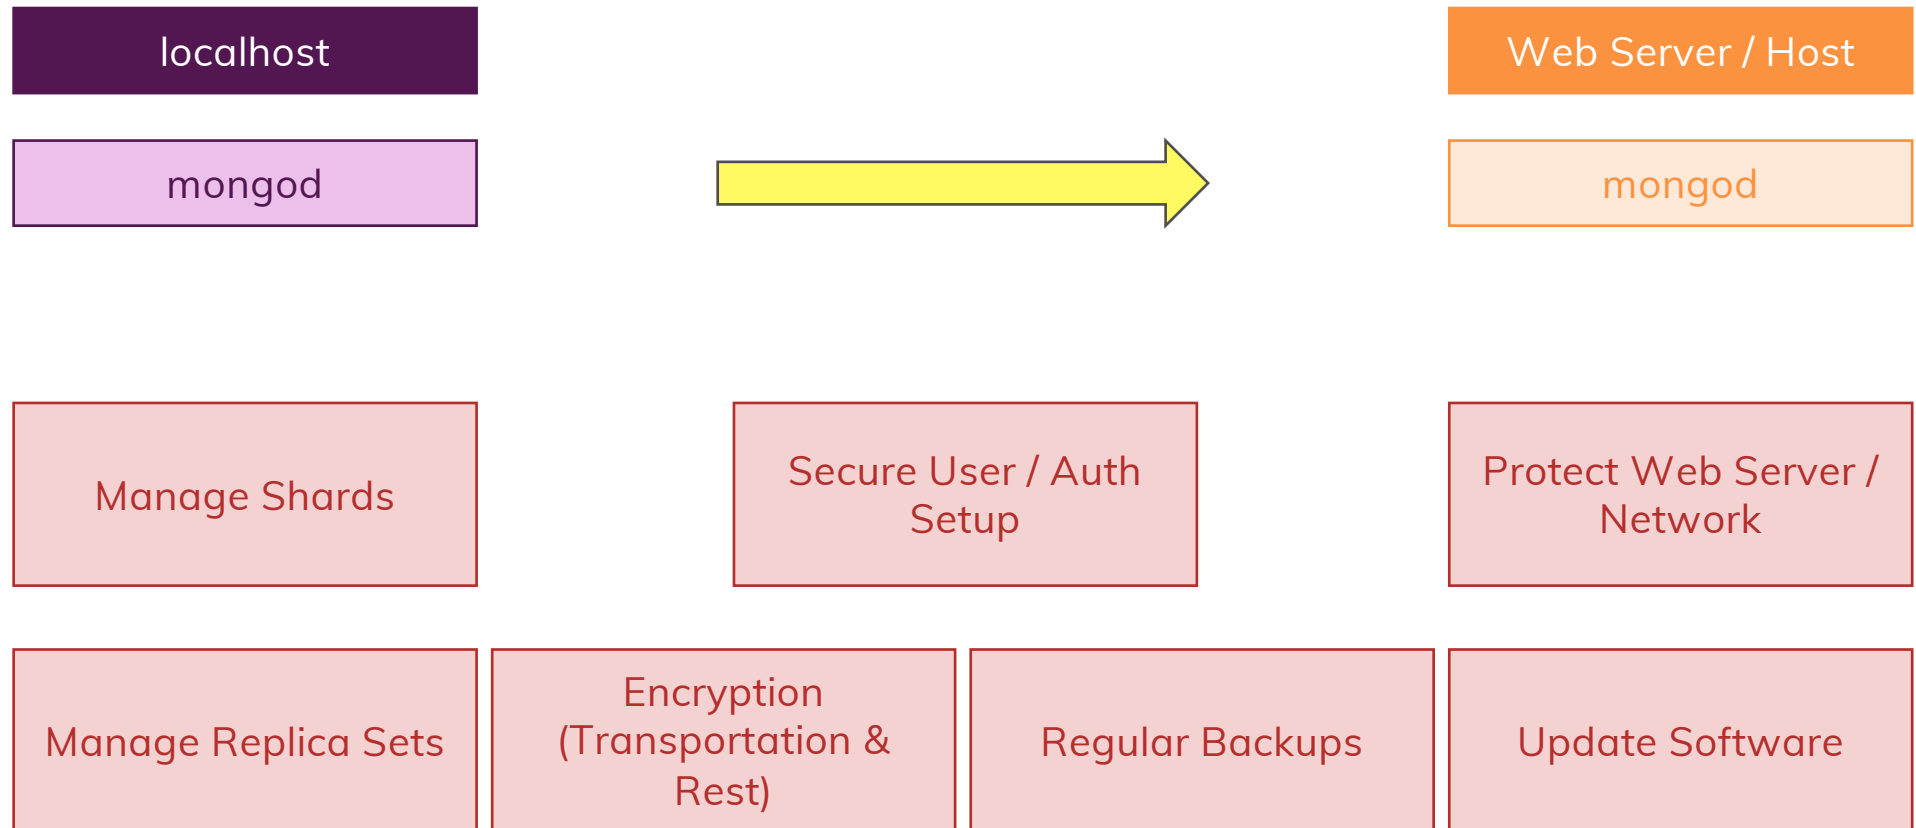 localhost
Web Server / Host
mongod
mongod
Manage Shards
Secure User / Auth
Setup
Protect Web Server /
Network
Manage Replica Sets
Encryption
(Transportation &
Rest)
Regular Backups
Update Software